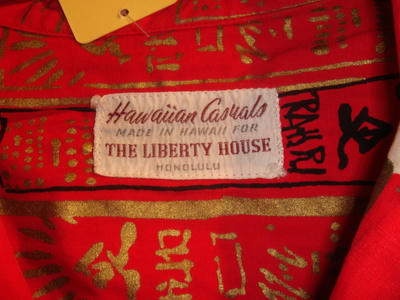 Hawaiian Casuals
MADE IN HAWAII FOR
THE LIBERTY HOUSE
HONOLULU